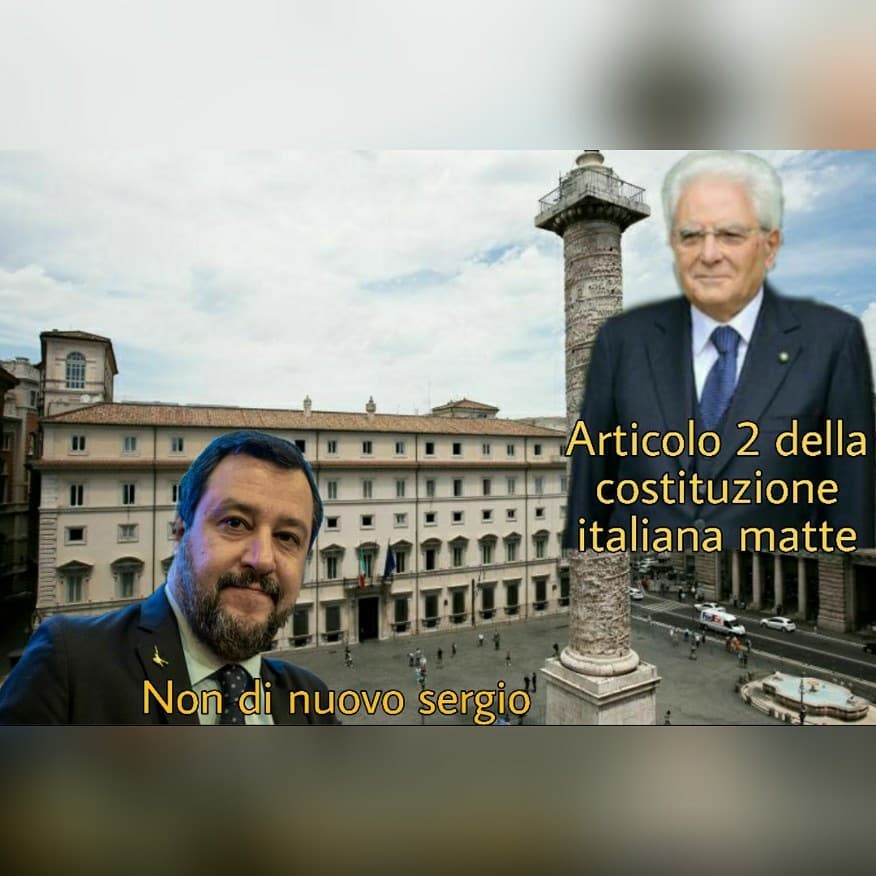 Articolo 2 della
costituzione
italiana matte
Non di nuovo sergio